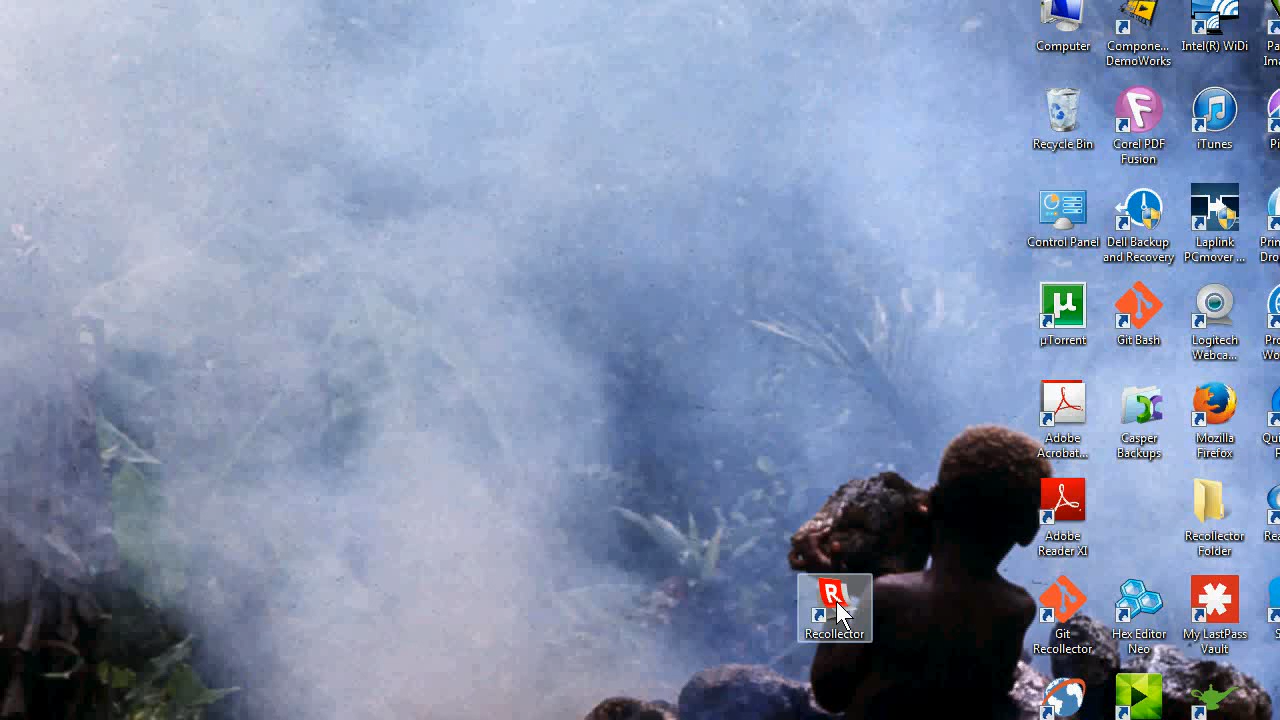 Computer
Compone...
DemoWorks
Intel(R) WiDi
Recycle Bin
Corel PDF
Fusion
iTunes
Control Panel
Dell Backup
and Recovery
Laplink
PCmover ...
µTorrent
Git Bash
Logitech
Webca...
Adobe
Acrobat...
Casper
Backups
Mozilla
Firefox
Adobe
Reader XI
Recollector
Folder
R
Recollector
Git
Recollector
Hex Editor
Neo
My LastPass
Vault